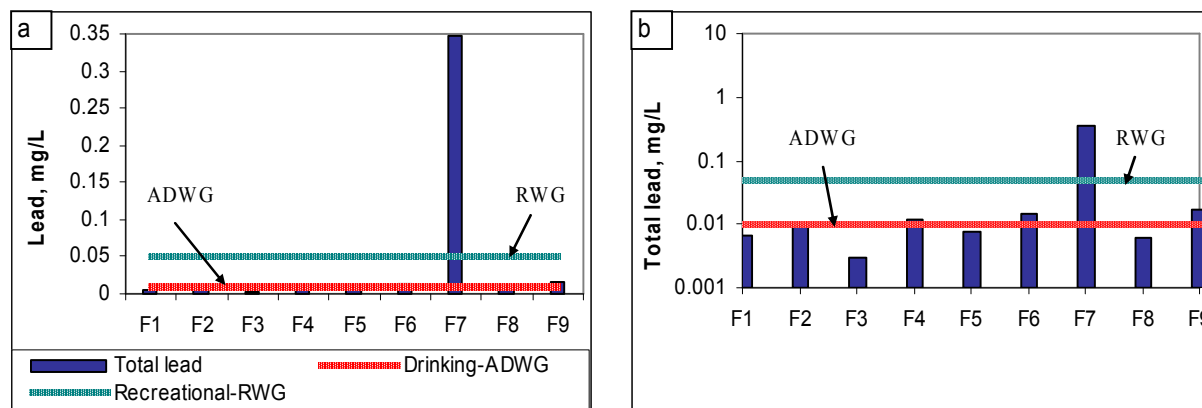 a
Lead, mg/L
0.35
0.3
0.25
0.2
0.15
0.1
0.05
0
ADWG
RWG
F1 F2 F3 F4 F5 F6 F7 F8 F9
Total lead
Drinking-ADWG
Recreational-RWG
b
Total lead, mg/L
10
1
0.1
0.01
0.001
ADWG
RWG
F1 F2 F3 F4 F5 F6 F7 F8 F9